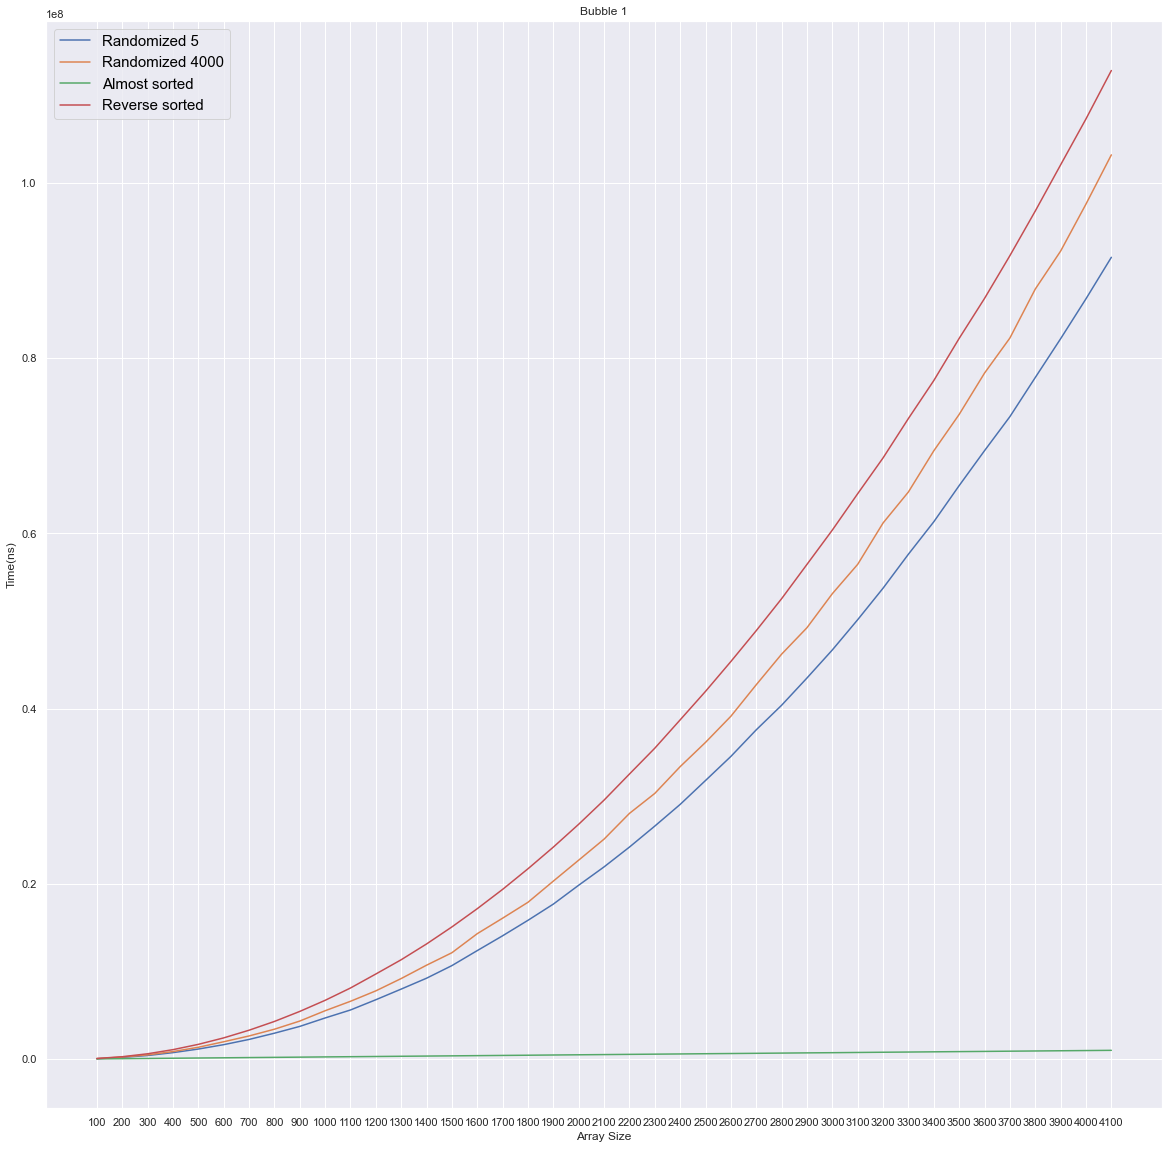 Bubble 1
1e8
Randomized 5
Randomized 4000
Almost sorted
Reverse sorted
1.0
0.8
0.6
0.4
0.2
0.0
Time(ns)
100 200 300 400 500 600 700 800 900 1000 1100 1200 1300 1400 1500 1600 1700 1800 1900 2000 2100 2200 2300 2400 2500 2600 2700 2800 2900 3000 3100 3200 3300 3400 3500 3600 3700 3800 3900 4000 4100
Array Size